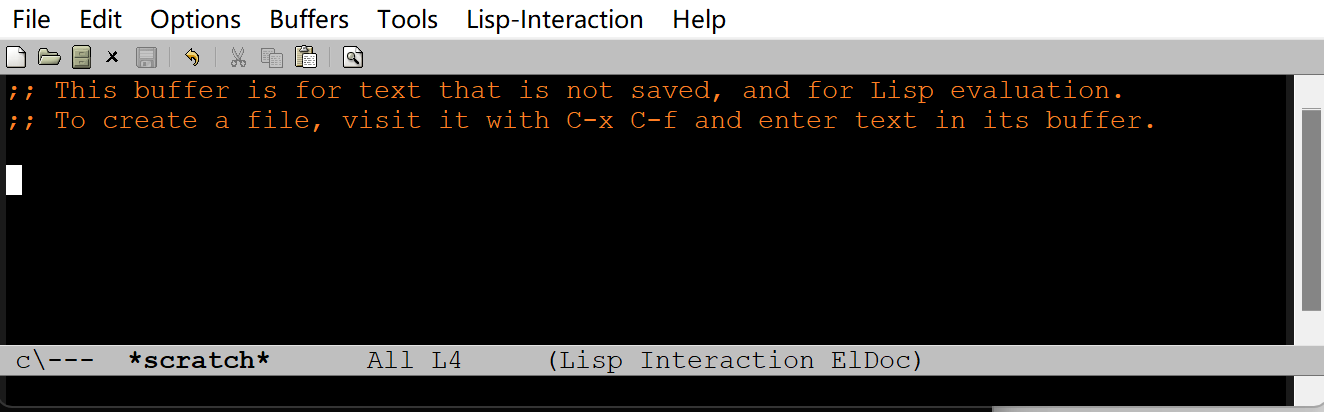 File Edit Options Buffers Tools Lisp-Interaction Help
;; This buffer is for text that is not saved, and for Lisp evaluation.
;; To create a file, visit it with C-x C-f and enter text in its buffer.
c\--- *scratch* All L4 (Lisp Interaction ElDoc)